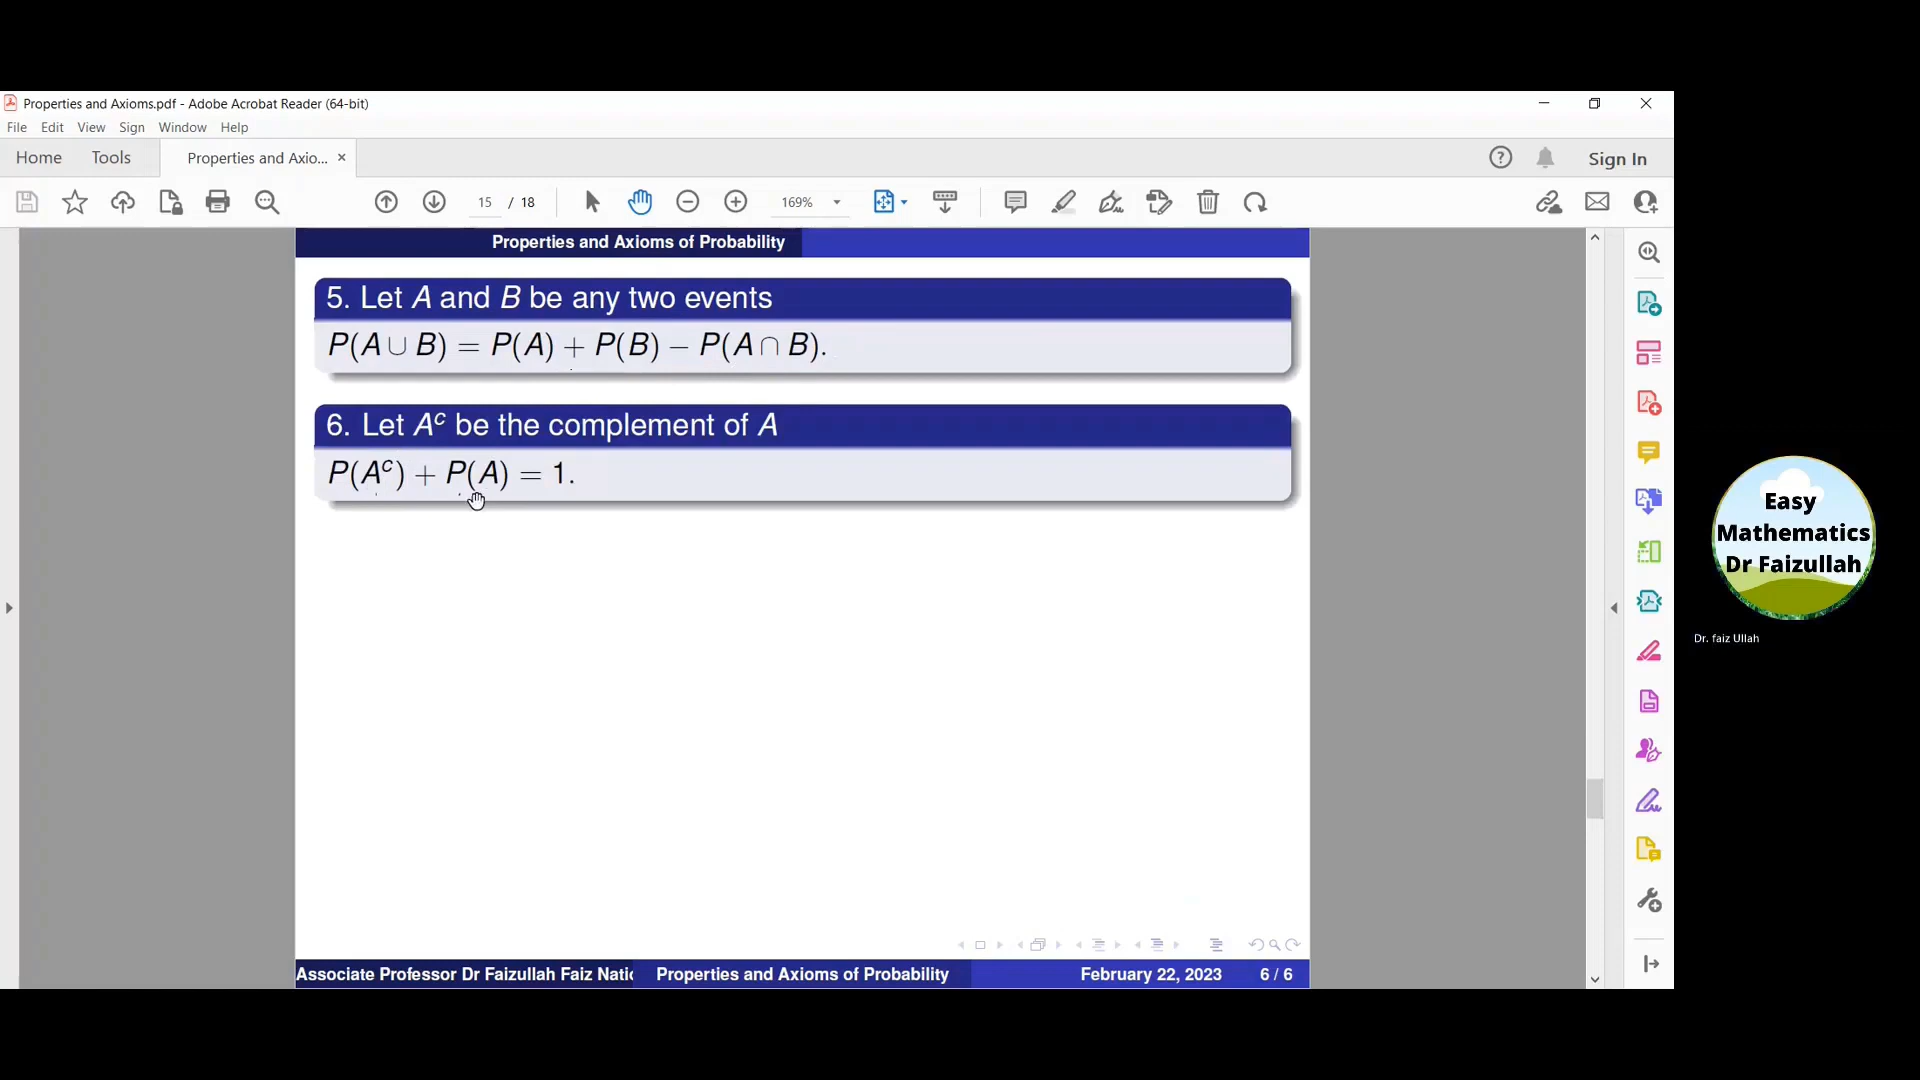 Properties and Axioms.pdf - Adobe Acrobat Reader (64-bit)
File Edit View Sign Window Help
Home Tools Properties and Axio... × Sign In
15 / 18 169%
Properties and Axioms of Probability
5. Let A and B be any two events
P(A ∪ B) = P(A) + P(B) − P(A ∩ B).
6. Let Aᶜ be the complement of A
P(Aᶜ) + P(A) = 1.
Easy
Mathematics
Dr Faizullah
Dr. faiz Ullah
Associate Professor Dr Faizullah Faiz Natic Properties and Axioms of Probability February 22, 2023 6 / 6